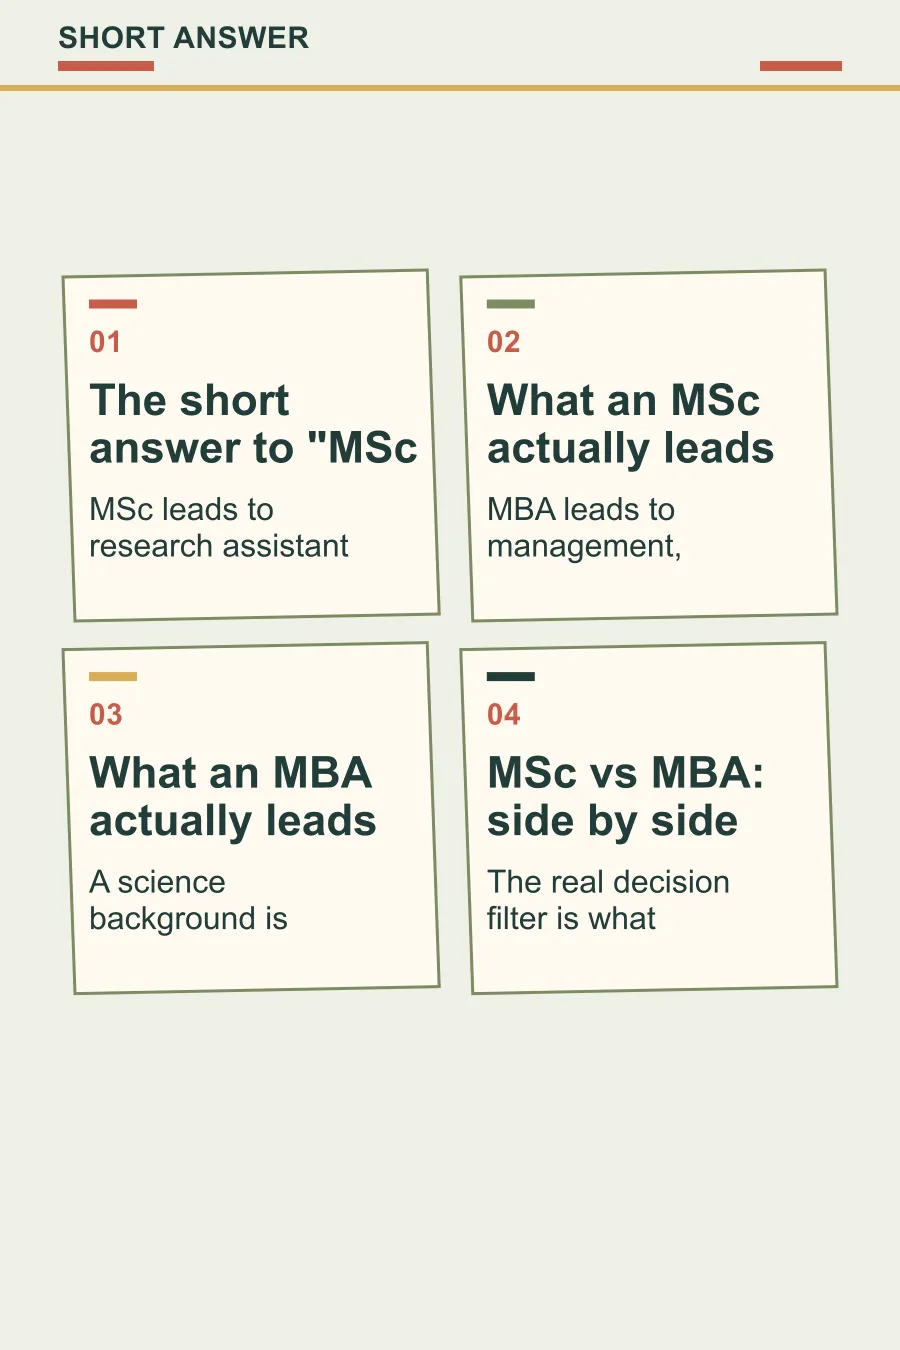 SHORT ANSWER
01
The short
answer to "MSc
MSc leads to
research assistant
02
What an MSc
actually leads
MBA leads to
management,
03
What an MBA
actually leads
A science
background is
04
MSc vs MBA:
side by side
The real decision
filter is what